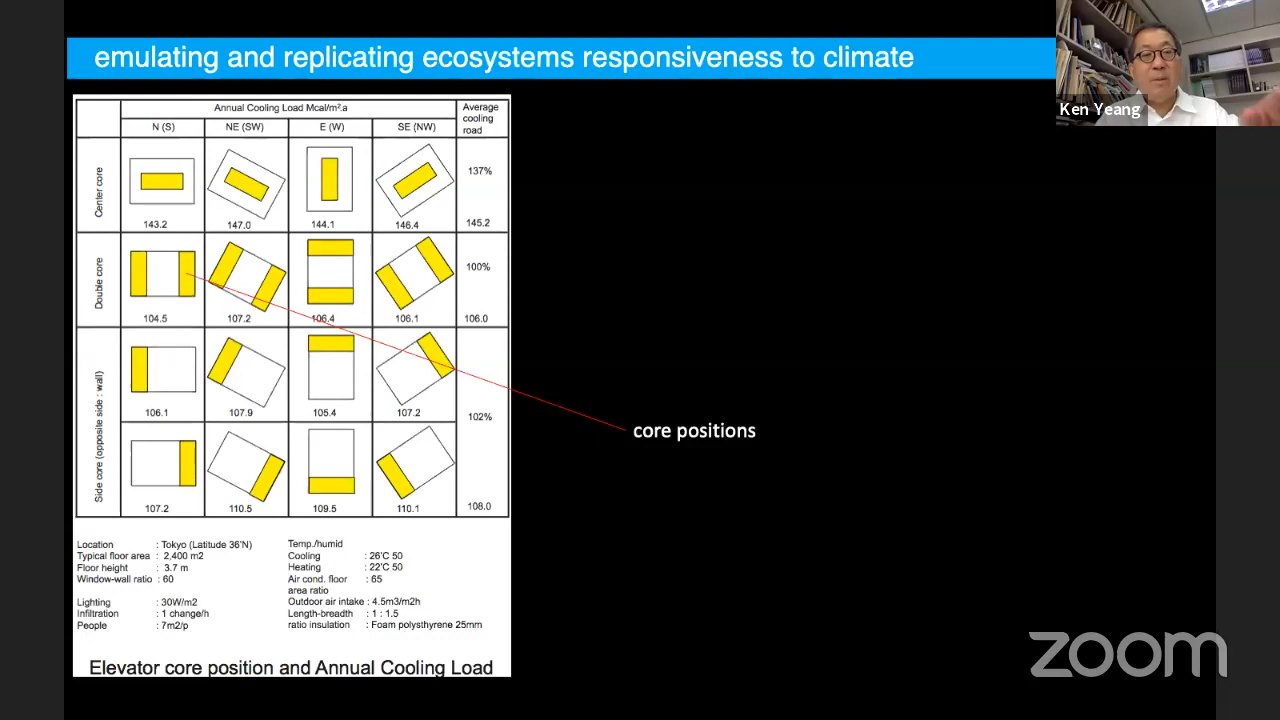 emulating and replicating ecosystems responsiveness to climate
Ken Yeang
Annual Cooling Load Mcal/m².a
Average cooling road
N (S)
NE (SW)
E (W)
SE (NW)
Center core
143.2
147.0
144.1
146.4
137%
145.2
Double core
104.5
107.2
106.4
106.1
100%
106.0
Side core (opposite side : wall)
106.1
107.9
105.4
107.2
102%
107.2
110.5
109.5
110.1
108.0
core positions
Location : Tokyo (Latitude 36'N)
Typical floor area : 2,400 m2
Floor height : 3.7 m
Window-wall ratio : 60
Lighting : 30W/m2
Infiltration : 1 change/h
People : 7m2/p
Temp./humid
Cooling : 26'C 50
Heating : 22'C 50
Air cond. floor : 65
area ratio
Outdoor air intake : 4.5m3/m2h
Length-breadth : 1 : 1.5
ratio insulation : Foam polysthyrene 25mm
Elevator core position and Annual Cooling Load
zoom